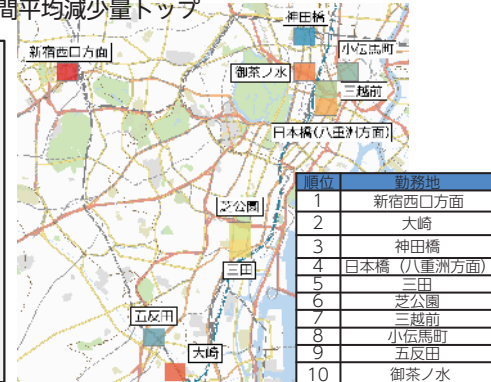 間平均減少量トップ
神田橋
新宿西口方面
小伝馬町
御茶ノ水
三越前
日本橋(八重洲方面)
芝公園
三田
五反田
大崎
順位 勤務地
1 新宿西口方面
2 大崎
3 神田橋
4 日本橋（八重洲方面）
5 三田
6 芝公園
7 三越前
8 小伝馬町
9 五反田
10 御茶ノ水